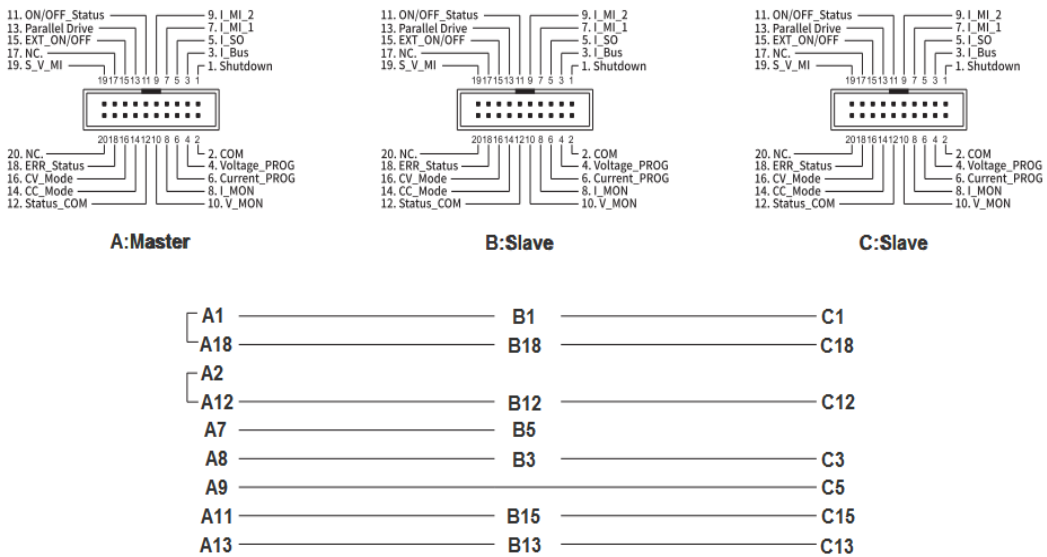 11. ON/OFF_Status 9. I_MI_2
13. Parallel Drive 7. I_MI_1
15. EXT_ON/OFF 5. I_SO
17. NC. 3. I_Bus
19. S_V_MI 1. Shutdown
19 17 15 13 11 9 7 5 3 1
20 18 16 14 12 10 8 6 4 2
20. NC. 2. COM
18. ERR_Status 4. Voltage_PROG
16. CV_Mode 6. Current_PROG
14. CC_Mode 8. I_MON
12. Status_COM 10. V_MON
A:Master
11. ON/OFF_Status 9. I_MI_2
13. Parallel Drive 7. I_MI_1
15. EXT_ON/OFF 5. I_SO
17. NC. 3. I_Bus
19. S_V_MI 1. Shutdown
19 17 15 13 11 9 7 5 3 1
20 18 16 14 12 10 8 6 4 2
20. NC. 2. COM
18. ERR_Status 4. Voltage_PROG
16. CV_Mode 6. Current_PROG
14. CC_Mode 8. I_MON
12. Status_COM 10. V_MON
B:Slave
11. ON/OFF_Status 9. I_MI_2
13. Parallel Drive 7. I_MI_1
15. EXT_ON/OFF 5. I_SO
17. NC. 3. I_Bus
19. S_V_MI 1. Shutdown
19 17 15 13 11 9 7 5 3 1
20 18 16 14 12 10 8 6 4 2
20. NC. 2. COM
18. ERR_Status 4. Voltage_PROG
16. CV_Mode 6. Current_PROG
14. CC_Mode 8. I_MON
12. Status_COM 10. V_MON
C:Slave
A1 B1 C1
A18 B18 C18
A2
A12 B12 C12
A7 B5
A8 B3 C3
A9 C5
A11 B15 C15
A13 B13 C13